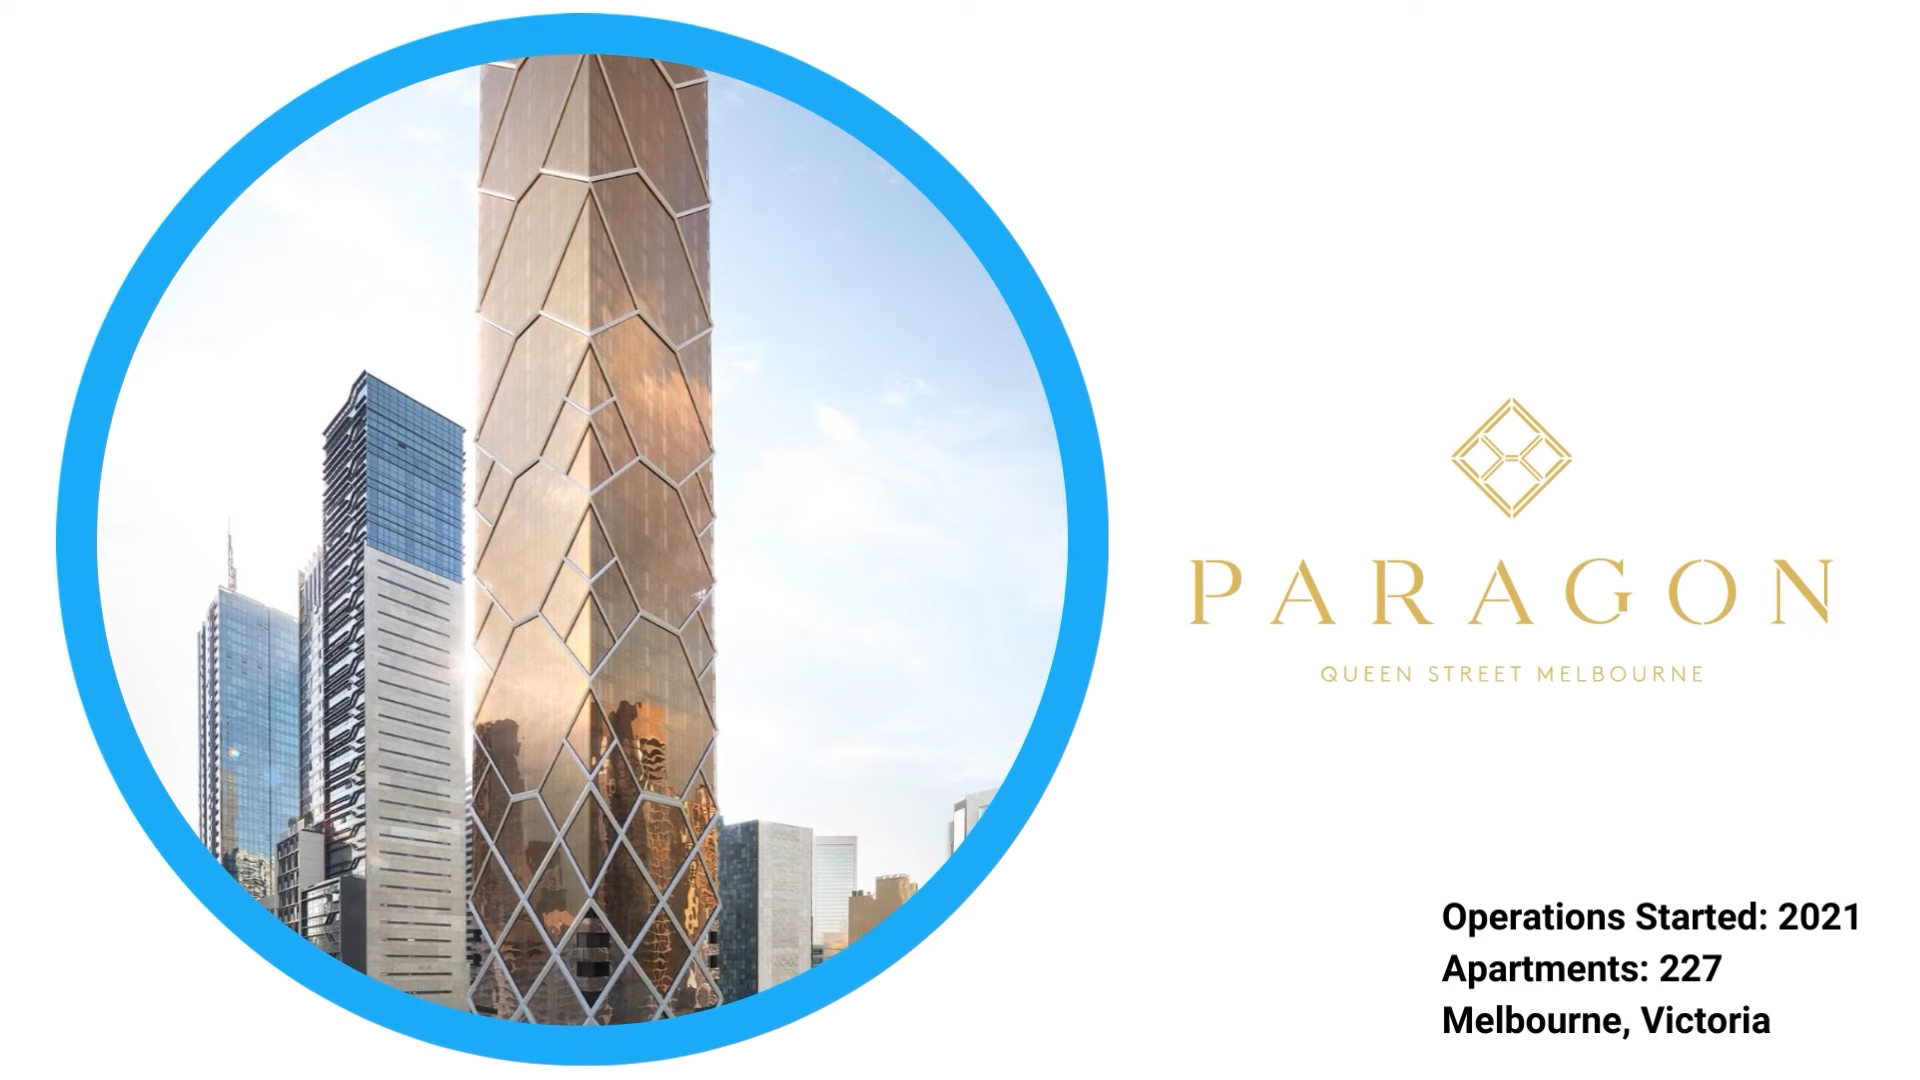 PARAGON
QUEEN STREET MELBOURNE
Operations Started: 2021
Apartments: 227
Melbourne, Victoria